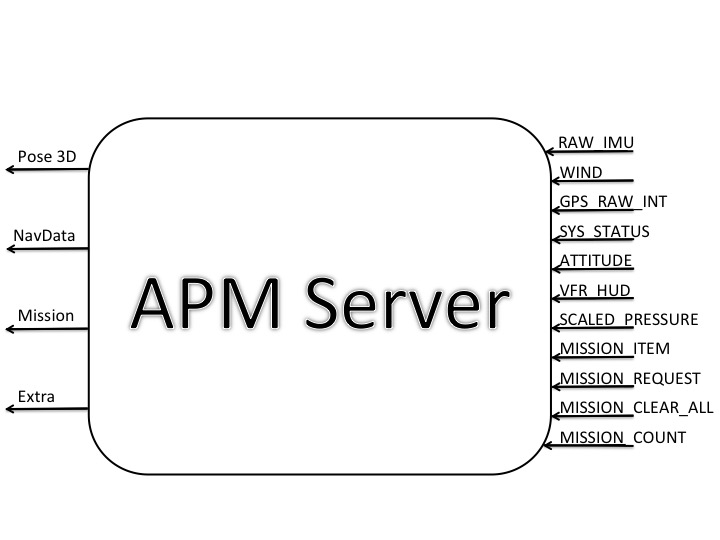 Pose 3D
NavData
Mission
Extra
APM Server
RAW_IMU
WIND
GPS_RAW_INT
SYS_STATUS
ATTITUDE
VFR_HUD
SCALED_PRESSURE
MISSION_ITEM
MISSION_REQUEST
MISSION_CLEAR_ALL
MISSION_COUNT